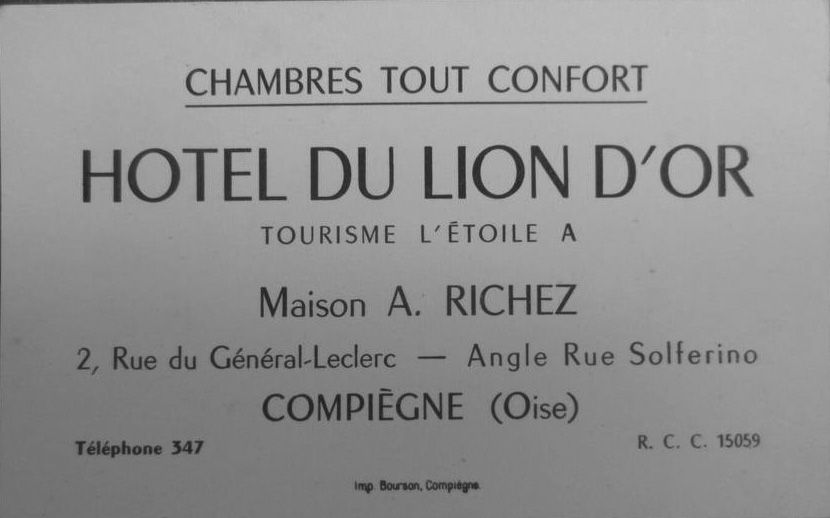 CHAMBRES TOUT CONFORT
HOTEL DU LION D'OR
TOURISME L'ÉTOILE A
Maison A. RICHEZ
2, Rue du Général-Leclerc — Angle Rue Solferino
COMPIÈGNE (Oise)
Téléphone 347
R. C. C. 15059
Imp. Bourson, Compiègne.